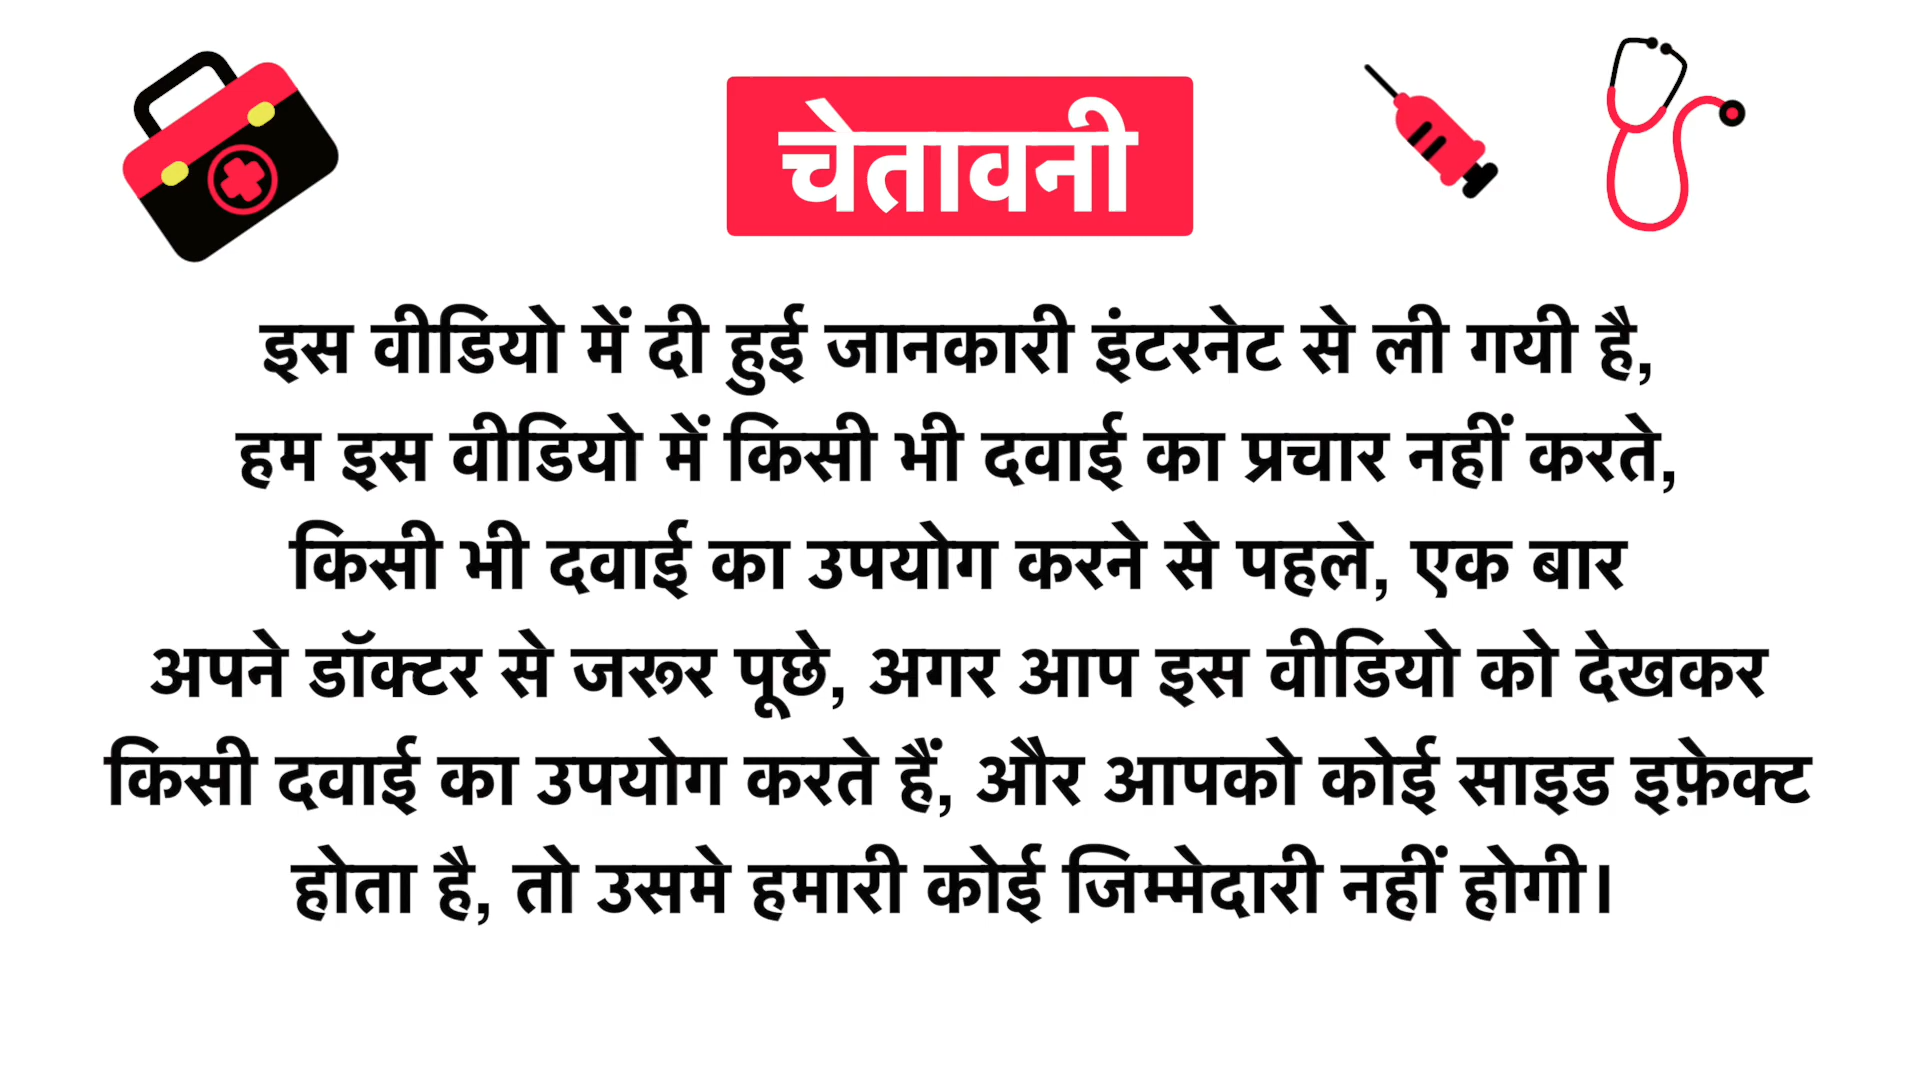 चेतावनी
इस वीडियो में दी हुई जानकारी इंटरनेट से ली गयी है,
हम इस वीडियो में किसी भी दवाई का प्रचार नहीं करते,
किसी भी दवाई का उपयोग करने से पहले, एक बार
अपने डॉक्टर से जरूर पूछे, अगर आप इस वीडियो को देखकर
किसी दवाई का उपयोग करते हैं, और आपको कोई साइड इफ़ेक्ट
होता है, तो उसमे हमारी कोई जिम्मेदारी नहीं होगी।